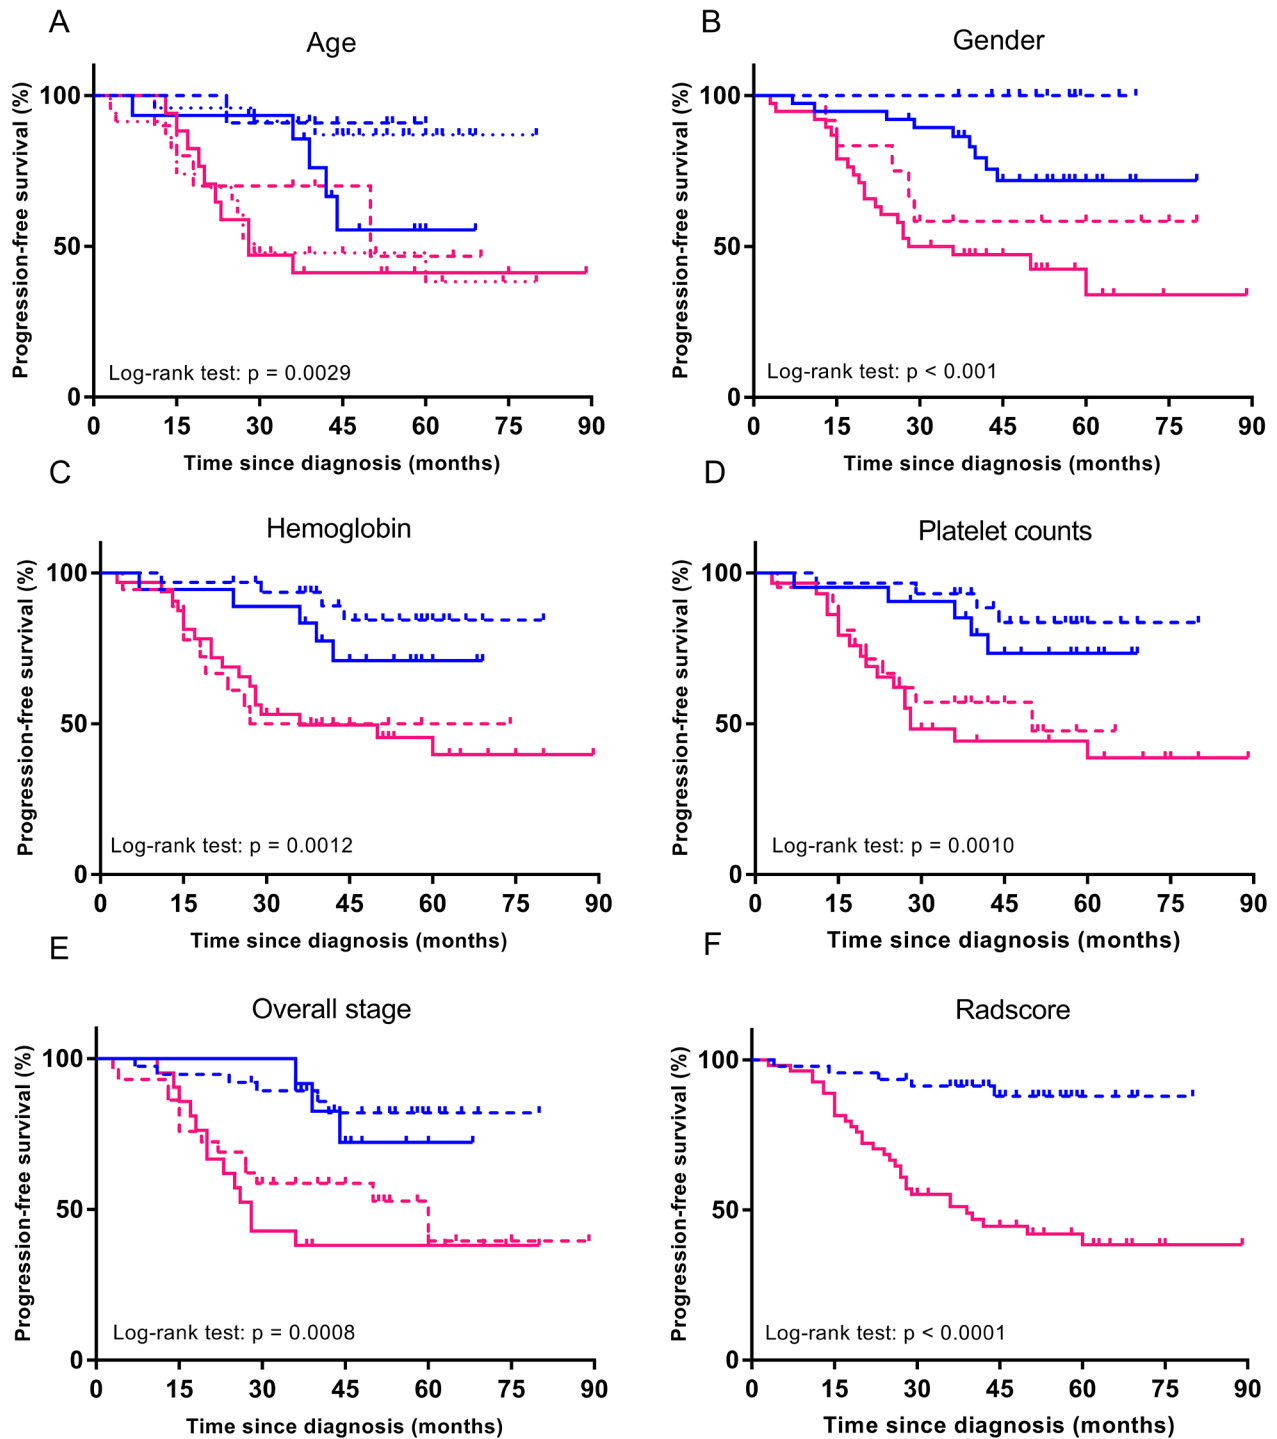 A
Age
Progression-free survival (%)
100
50
0
Log-rank test: p = 0.0029
0 15 30 45 60 75 90
Time since diagnosis (months)
B
Gender
Progression-free survival (%)
100
50
0
Log-rank test: p < 0.001
0 15 30 45 60 75 90
Time since diagnosis (months)
C
Hemoglobin
Progression-free survival (%)
100
50
0
Log-rank test: p = 0.0012
0 15 30 45 60 75 90
Time since diagnosis (months)
D
Platelet counts
Progression-free survival (%)
100
50
0
Log-rank test: p = 0.0010
0 15 30 45 60 75 90
Time since diagnosis (months)
E
Overall stage
Progression-free survival (%)
100
50
0
Log-rank test: p = 0.0008
0 15 30 45 60 75 90
Time since diagnosis (months)
F
Radscore
Progression-free survival (%)
100
50
0
Log-rank test: p < 0.0001
0 15 30 45 60 75 90
Time since diagnosis (months)